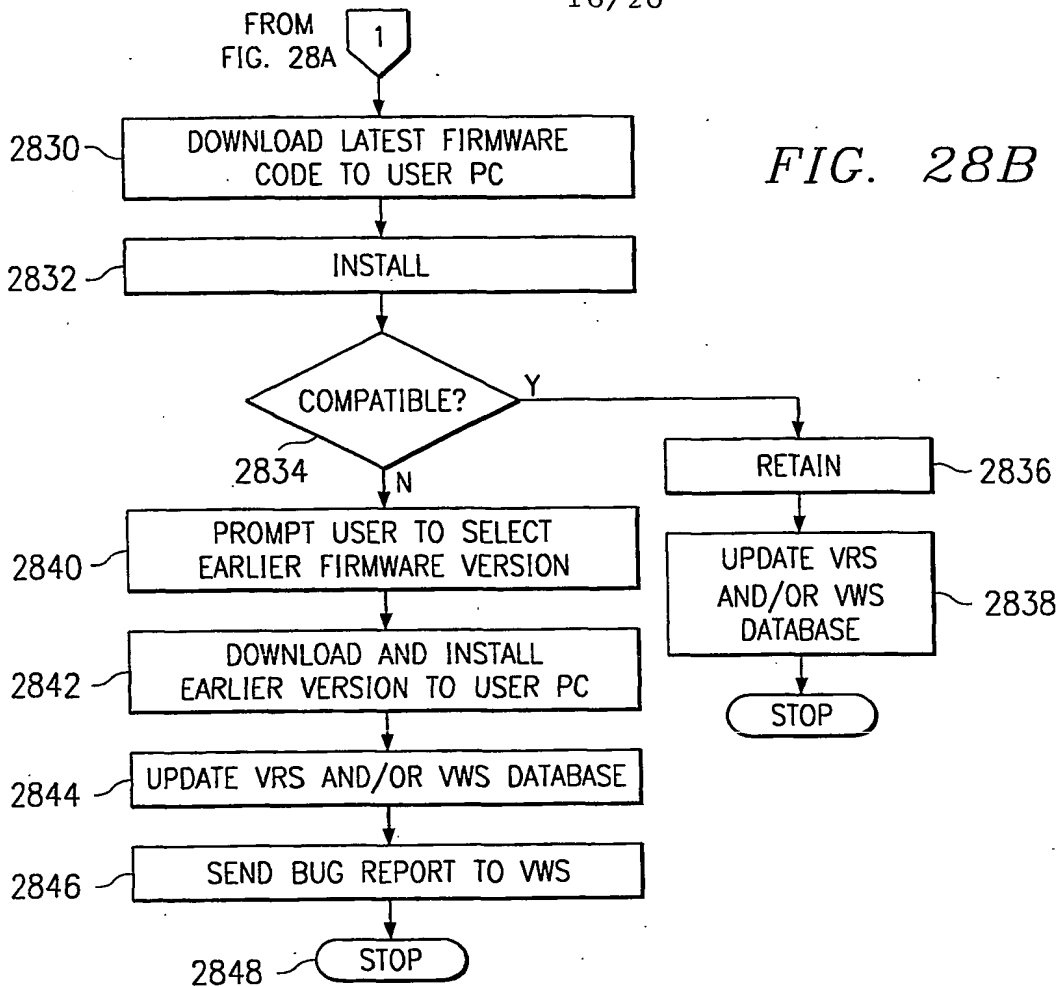 FROM
FIG. 28A
1
2830
DOWNLOAD LATEST FIRMWARE
CODE TO USER PC
FIG. 28B
2832
INSTALL
COMPATIBLE?
Y
2834
N
RETAIN
2836
2840
PROMPT USER TO SELECT
EARLIER FIRMWARE VERSION
UPDATE VRS
AND/OR VWS
DATABASE
2838
2842
DOWNLOAD AND INSTALL
EARLIER VERSION TO USER PC
STOP
2844
UPDATE VRS AND/OR VWS DATABASE
2846
SEND BUG REPORT TO VWS
2848
STOP